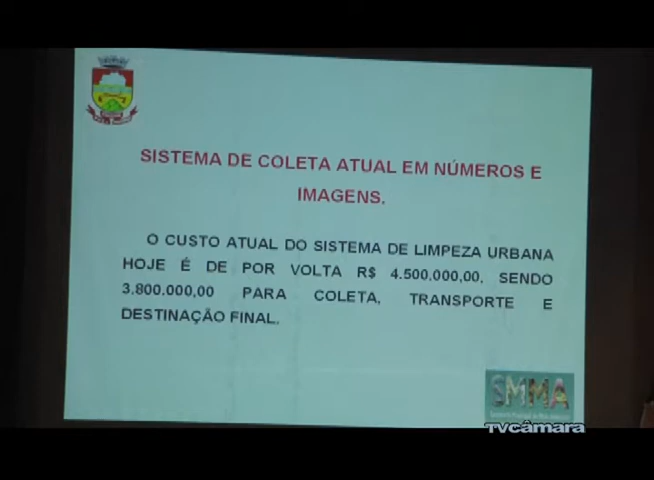 SISTEMA DE COLETA ATUAL EM NÚMEROS E
IMAGENS.
O CUSTO ATUAL DO SISTEMA DE LIMPEZA URBANA
HOJE É DE POR VOLTA R$ 4.500.000,00, SENDO
3.800.000,00 PARA COLETA, TRANSPORTE E
DESTINAÇÃO FINAL.
SMMA
TVcâmara